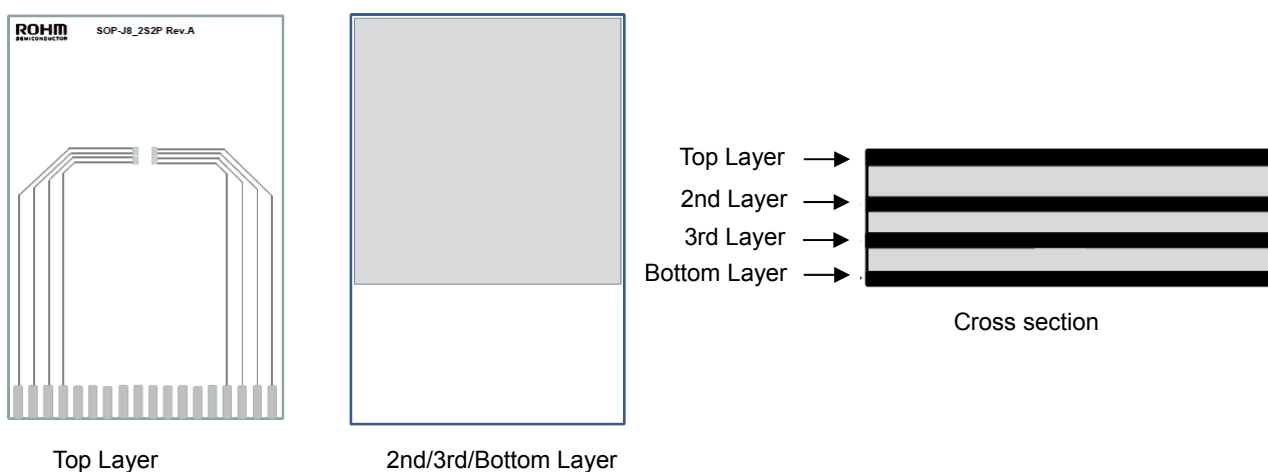 ROHM
SEMICONDUCTOR
SOP-J8_2S2P Rev.A
Top Layer
2nd Layer
3rd Layer
Bottom Layer
Cross section
Top Layer
2nd/3rd/Bottom Layer